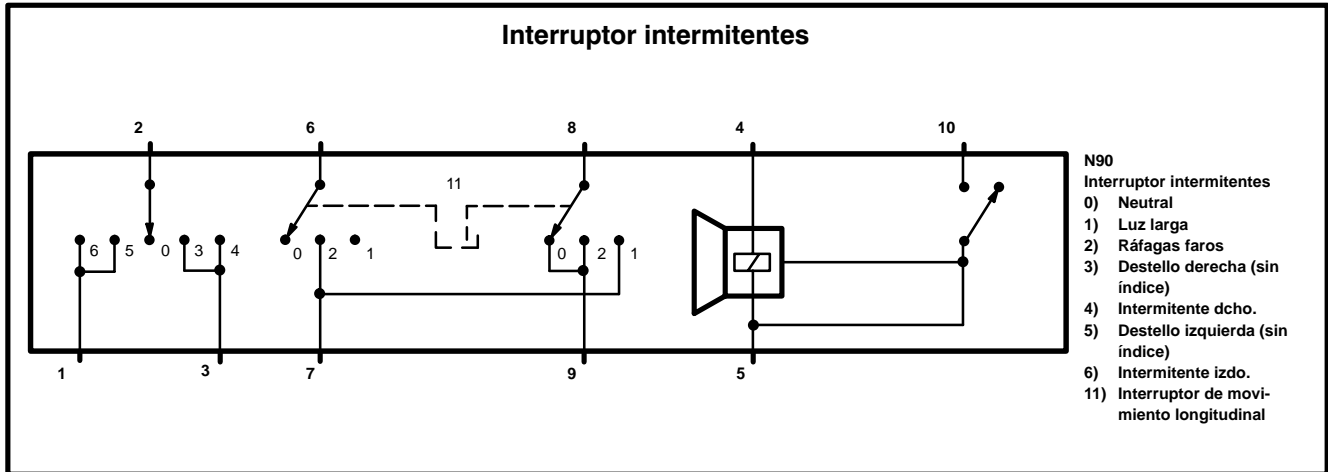 Interruptor intermitentes
2 6 8 4 10
11
6 5 0 3 4 0 2 1 0 2 1
1 3 7 9 5
N90
Interruptor intermitentes
0) Neutral
1) Luz larga
2) Ráfagas faros
3) Destello derecha (sin
índice)
4) Intermitente dcho.
5) Destello izquierda (sin
índice)
6) Intermitente izdo.
11) Interruptor de movi-
miento longitudinal